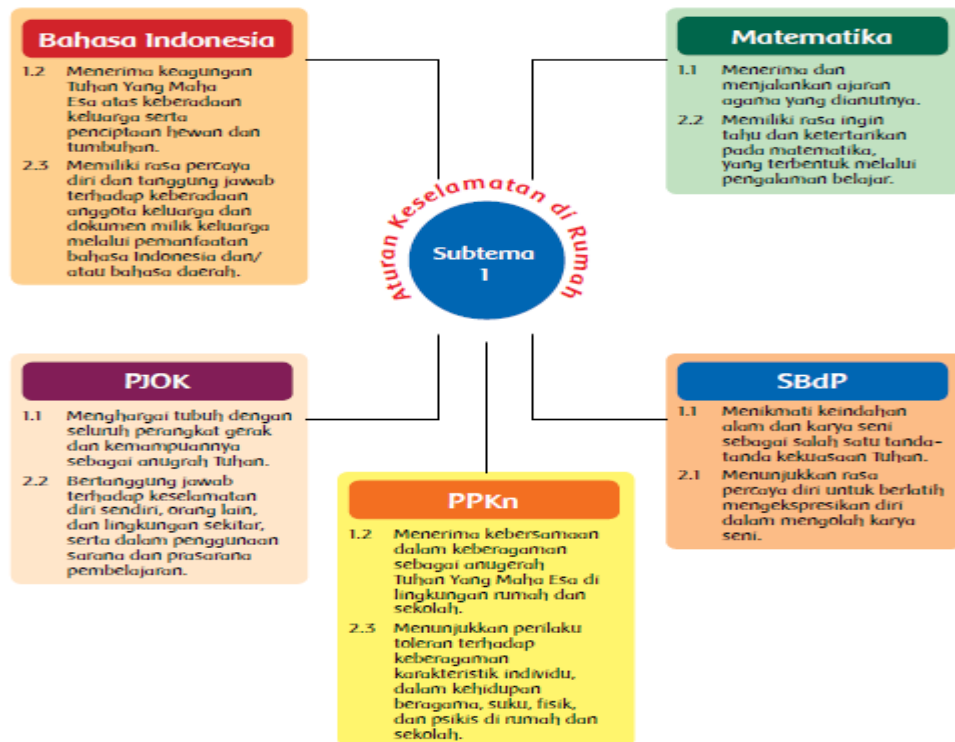 Bahasa Indonesia
1.2 Menerima keagungan
Tuhan Yang Maha
Esa atas keberadaan
keluarga serta
penciptaan hewan dan
tumbuhan.
2.3 Memiliki rasa percaya
diri dan tanggung jawab
terhadap keberadaan
anggota keluarga dan
dokumen milik keluarga
melalui pemanfaatan
bahasa Indonesia dan/
atau bahasa daerah.
Matematika
1.1 Menerima dan
menjalankan ajaran
agama yang dianutnya.
2.2 Memiliki rasa ingin
tahu dan ketertarikan
pada matematika,
yang terbentuk melalui
pengalaman belajar.
Aturan Keselamatan di Rumah
Subtema
1
PJOK
1.1 Menghargai tubuh dengan
seluruh perangkat gerak
dan kemampuannya
sebagai anugrah Tuhan.
2.2 Bertanggung jawab
terhadap keselamatan
diri sendiri, orang lain,
dan lingkungan sekitar,
serta dalam penggunaan
sarana dan prasarana
pembelajaran.
PPKn
1.2 Menerima kebersamaan
dalam keberagaman
sebagai anugerah
Tuhan Yang Maha Esa di
lingkungan rumah dan
sekolah.
2.3 Menunjukkan perilaku
toleran terhadap
keberagaman
karakteristik individu,
dalam kehidupan
beragama, suku, fisik,
dan psikis di rumah dan
sekolah.
SBdP
1.1 Menikmati keindahan
alam dan karya seni
sebagai salah satu tanda-
tanda kekuasaan Tuhan.
2.1 Menunjukkan rasa
percaya diri untuk berlatih
mengekspresikan diri
dalam mengolah karya
seni.